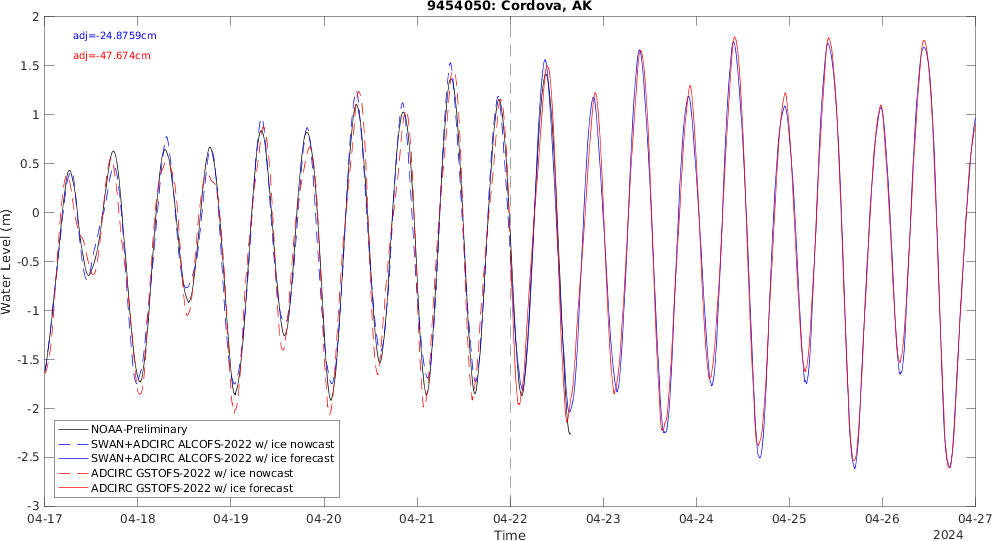 9454050: Cordova, AK
adj=-24.8759cm
adj=-47.674cm
Water Level (m)
2
1.5
1
0.5
0
-0.5
-1
-1.5
-2
-2.5
-3
NOAA-Preliminary
SWAN+ADCIRC ALCOFS-2022 w/ ice nowcast
SWAN+ADCIRC ALCOFS-2022 w/ ice forecast
ADCIRC GSTOFS-2022 w/ ice nowcast
ADCIRC GSTOFS-2022 w/ ice forecast
04-17 04-18 04-19 04-20 04-21 04-22 04-23 04-24 04-25 04-26 04-27
Time
2024